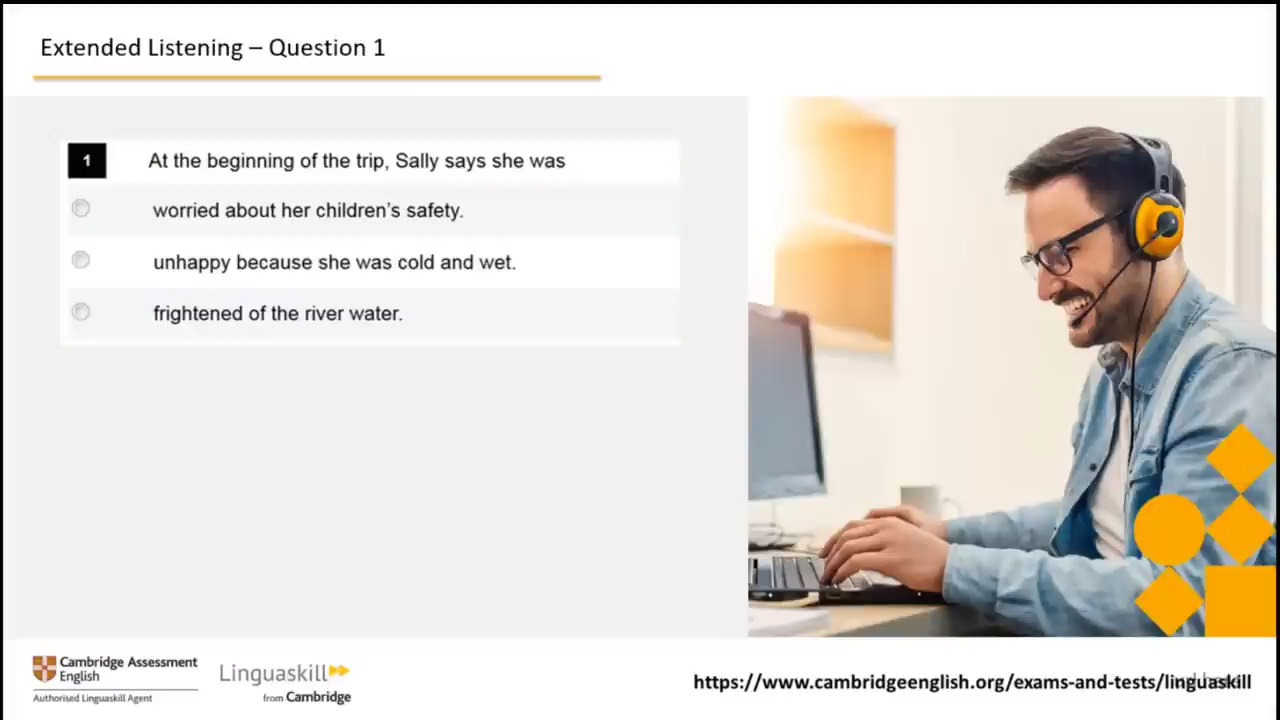 Extended Listening – Question 1
1 At the beginning of the trip, Sally says she was
worried about her children's safety.
unhappy because she was cold and wet.
frightened of the river water.
Cambridge Assessment
English
Authorised Linguaskill Agent
Linguaskill
from Cambridge
https://www.cambridgeenglish.org/exams-and-tests/linguaskill